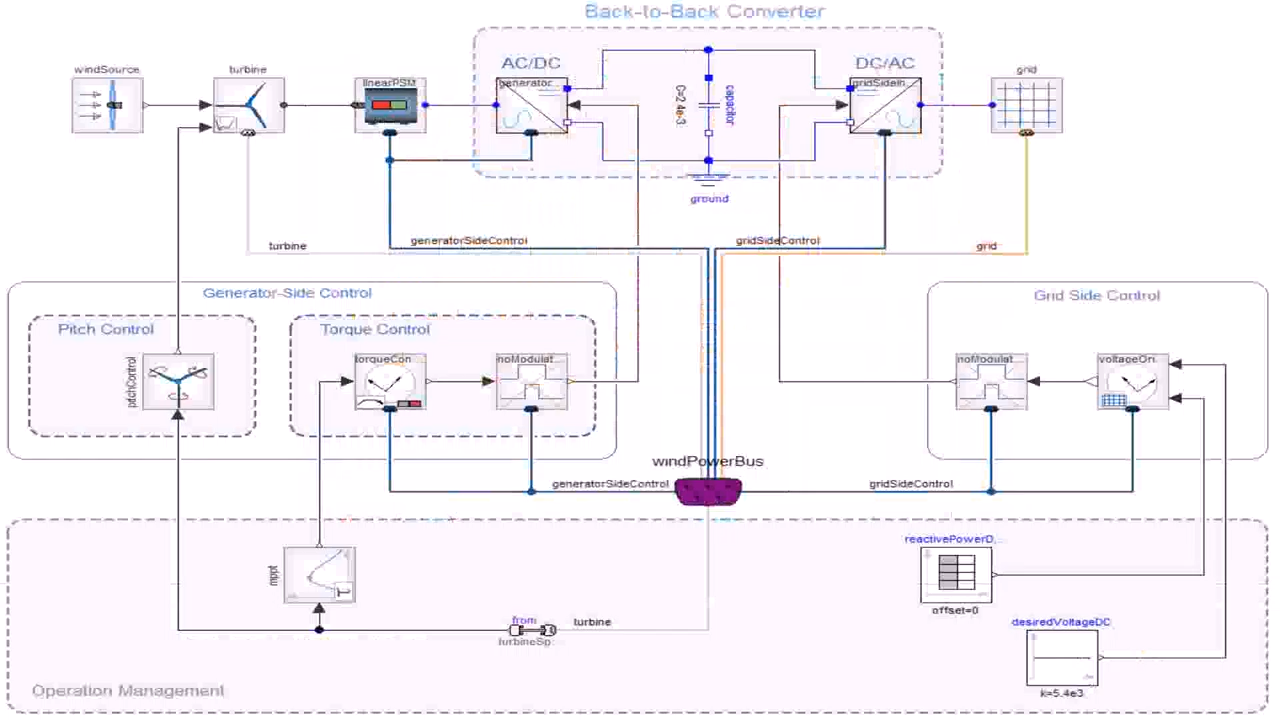 Back-to-Back Converter
windSource
turbine
linearPSM
AC/DC
DC/AC
grid
generator...
gridSideIn...
C=2.4e-3
capacitor
ground
turbine
generatorSideControl
gridSideControl
grid
Generator-Side Control
Grid Side Control
Pitch Control
Torque Control
pitchControl
torqueCon...
noModulat...
noModulat...
voltageOri...
windPowerBus
generatorSideControl
gridSideControl
reactivePowerD...
mppt
offset=0
from
turbine
turbineSp...
desiredVoltageDC
k=5.4e3
Operation Management